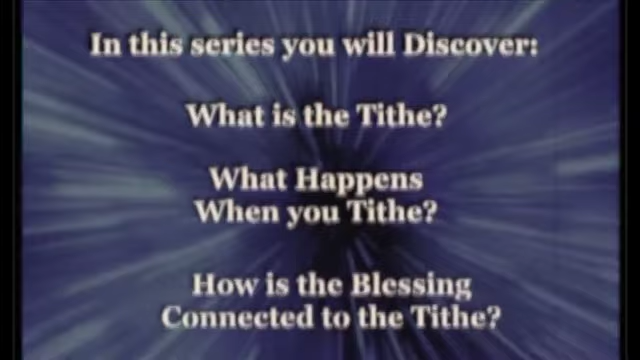 In this series you will Discover:
What is the Tithe?
What Happens
When you Tithe?
How is the Blessing
Connected to the Tithe?